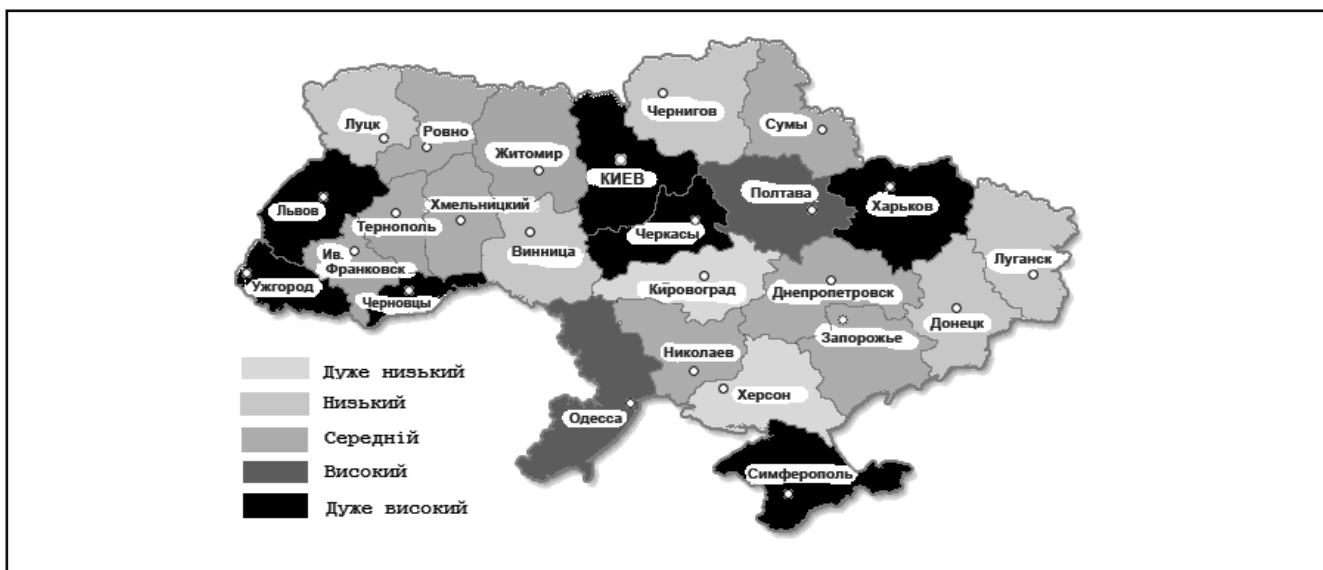 Чернигов
Луцк
Ровно
Сумы
Житомир
КИЕВ
Полтава
Харьков
Львов
Хмельницкий
Тернополь
Черкасы
Винница
Ив.
Франковск
Луганск
Ужгород
Кировоград
Днепропетровск
Черновцы
Донецк
Запорожье
Николаев
Херсон
Одесса
Симферополь
Дуже низький
Низький
Середній
Високий
Дуже високий